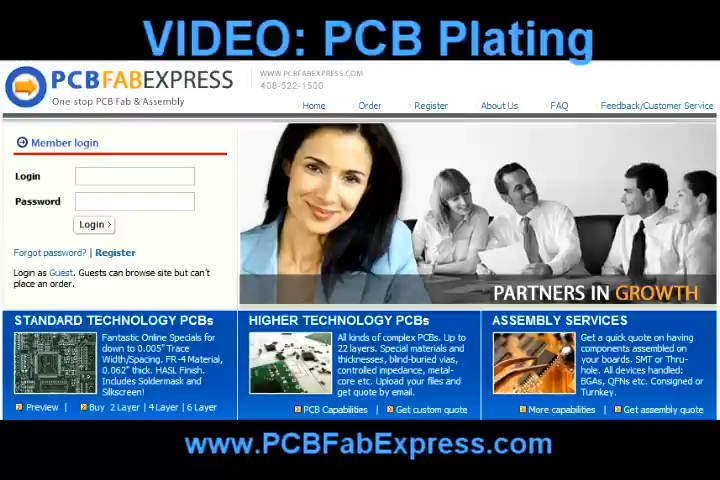 VIDEO: PCB Plating
PCBFABEXPRESS
One-stop PCB Fab & Assembly
WWW.PCBFABEXPRESS.COM
408-522-1500
Home
Order
Register
About Us
FAQ
Feedback/Customer Service
Member login
Login
Password
Login
Forgot password? | Register
Login as Guest. Guests can browse site but can't
place an order.
PARTNERS IN GROWTH
STANDARD TECHNOLOGY PCBs
Fantastic Online Specials for
down to 0.005" Trace
Width/Spacing. FR-4 Material,
0.062" thick. HASL Finish.
Includes Soldermask and
Silkscreen!
Preview | Buy 2 Layer | 4 Layer | 6 Layer
HIGHER TECHNOLOGY PCBs
All kinds of complex PCBs. Up to
22 layers. Special materials and
thicknesses, blind-buried vias,
controlled impedance, metal-
core etc. Upload your files and
get quote by email.
PCB Capabilities | Get custom quote
ASSEMBLY SERVICES
Get a quick quote on having
components assembled on
your boards. SMT or Thru-
hole. All devices handled:
BGAs, QFNs etc. Consigned or
Turnkey.
More capabilities | Get assembly quote
www.PCBFabExpress.com